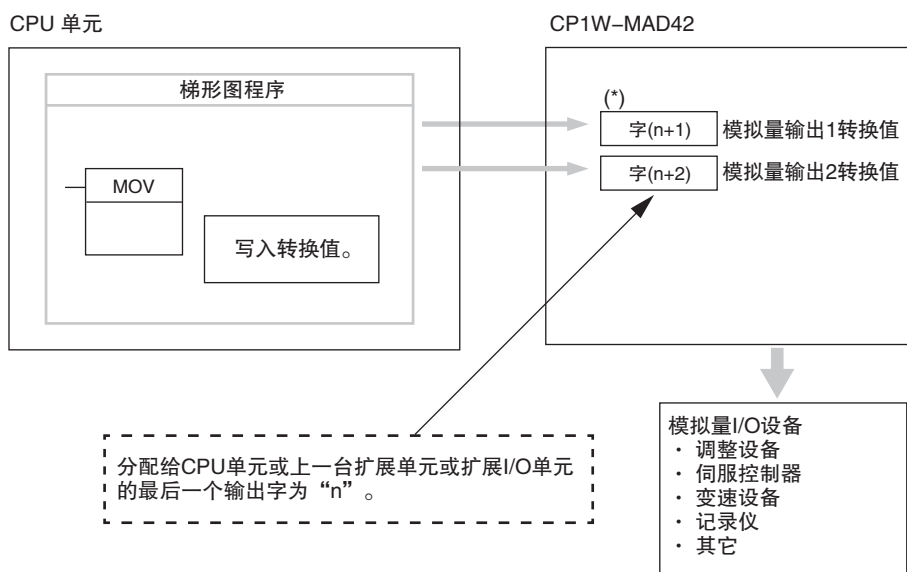 CPU 单元
CP1W–MAD42
梯形图程序
MOV
写入转换值。
(*)
字(n+1)
模拟量输出1转换值
字(n+2)
模拟量输出2转换值
分配给CPU单元或上一台扩展单元或扩展I/O单元
的最后一个输出字为“n”。
模拟量I/O设备
· 调整设备
· 伺服控制器
· 变速设备
· 记录仪
· 其它